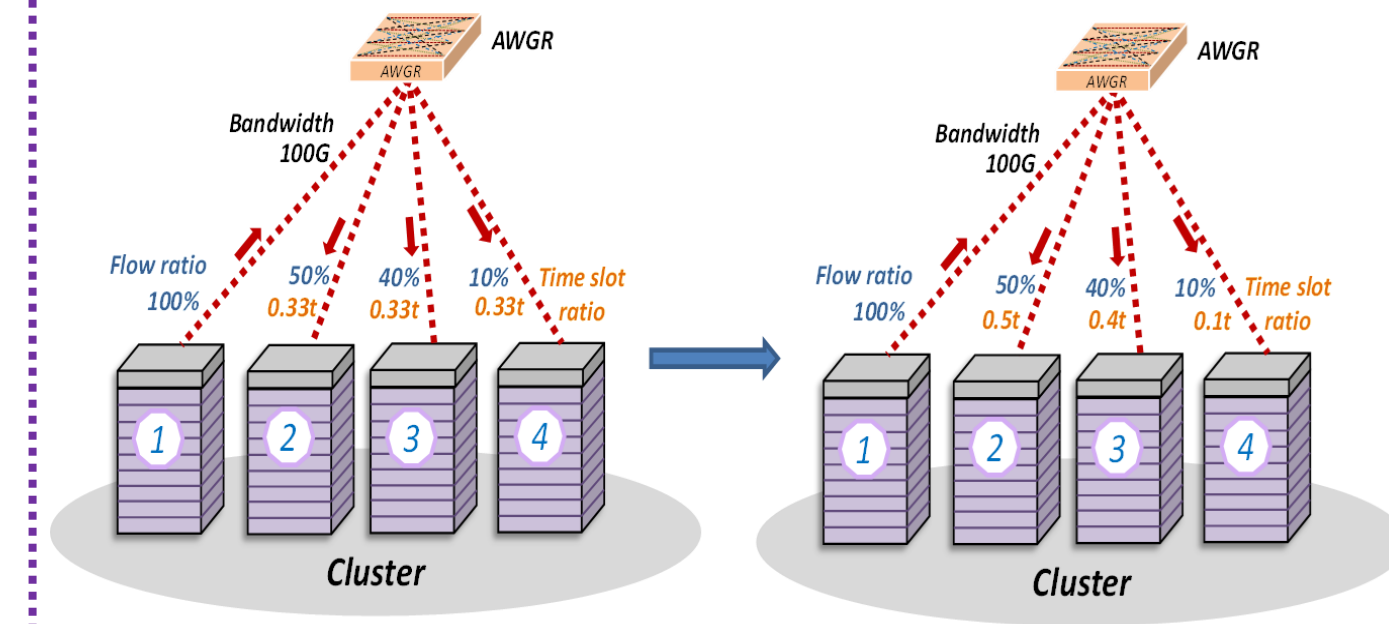 AWGR
AWGR
Bandwidth
100G
Flow ratio
100%
50%
0.33t
40%
0.33t
10%
0.33t
Time slot
ratio
1
2
3
4
Cluster
AWGR
AWGR
Bandwidth
100G
Flow ratio
100%
50%
0.5t
40%
0.4t
10%
0.1t
Time slot
ratio
1
2
3
4
Cluster